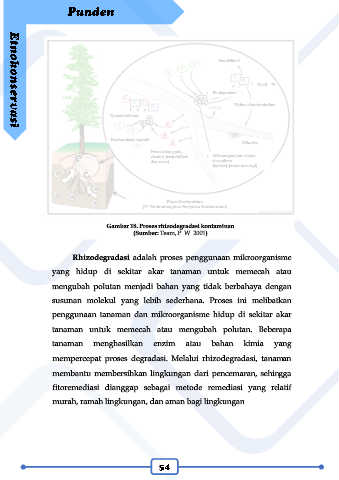 Punden
Etnokonservasi
Gambar 18. Proses rhizodegradasi kontaminan
(Sumber: Team, P W 2005)
Rhizodegradasi adalah proses penggunaan mikroorganisme
yang hidup di sekitar akar tanaman untuk memecah atau
mengubah polutan menjadi bahan yang tidak berbahaya dengan
susunan molekul yang lebih sederhana. Proses ini melibatkan
penggunaan tanaman dan mikroorganisme hidup di sekitar akar
tanaman untuk memecah atau mengubah polutan. Beberapa
tanaman menghasilkan enzim atau bahan kimia yang
mempercepat proses degradasi. Melalui rhizodegradasi, tanaman
membantu membersihkan lingkungan dari pencemaran, sehingga
fitoremediasi dianggap sebagai metode remediasi yang relatif
murah, ramah lingkungan, dan aman bagi lingkungan
54